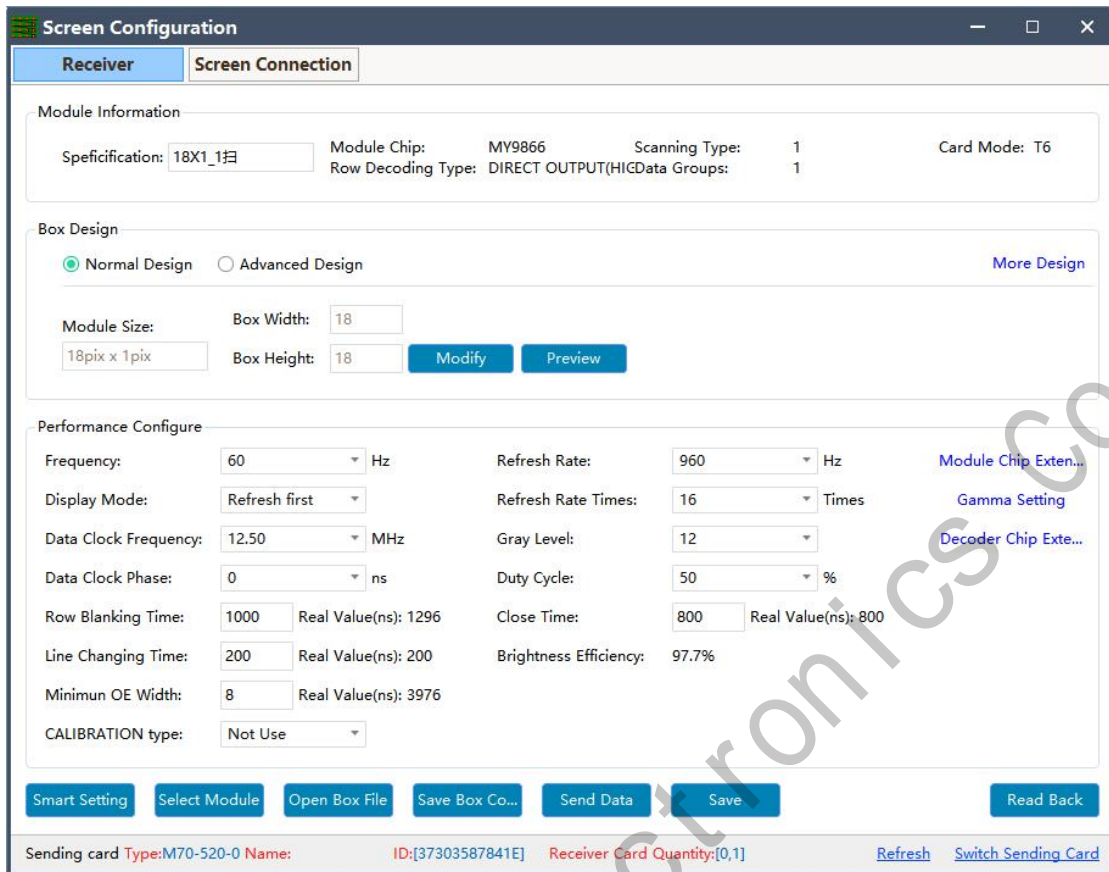 Screen Configuration
Receiver Screen Connection
Module Information
Speficification: 18X1_1扫
Module Chip: MY9866 Scanning Type: 1 Card Mode: T6
Row Decoding Type: DIRECT OUTPUT(HIC Data Groups: 1
Box Design
Normal Design Advanced Design More Design
Module Size: Box Width: 18
18pix x 1pix Box Height: 18 Modify Preview
Performance Configure
Frequency: 60 Hz Refresh Rate: 960 Hz Module Chip Exten...
Display Mode: Refresh first Refresh Rate Times: 16 Times Gamma Setting
Data Clock Frequency: 12.50 MHz Gray Level: 12 Decoder Chip Exte...
Data Clock Phase: 0 ns Duty Cycle: 50 %
Row Blanking Time: 1000 Real Value(ns): 1296 Close Time: 800 Real Value(ns): 800
Line Changing Time: 200 Real Value(ns): 200 Brightness Efficiency: 97.7%
Minimun OE Width: 8 Real Value(ns): 3976
CALIBRATION type: Not Use
Smart Setting Select Module Open Box File Save Box Co... Send Data Save Read Back
Sending card Type:M70-520-0 Name: ID:[37303587841E] Receiver Card Quantity:[0,1] Refresh Switch Sending Card
ctronics Co